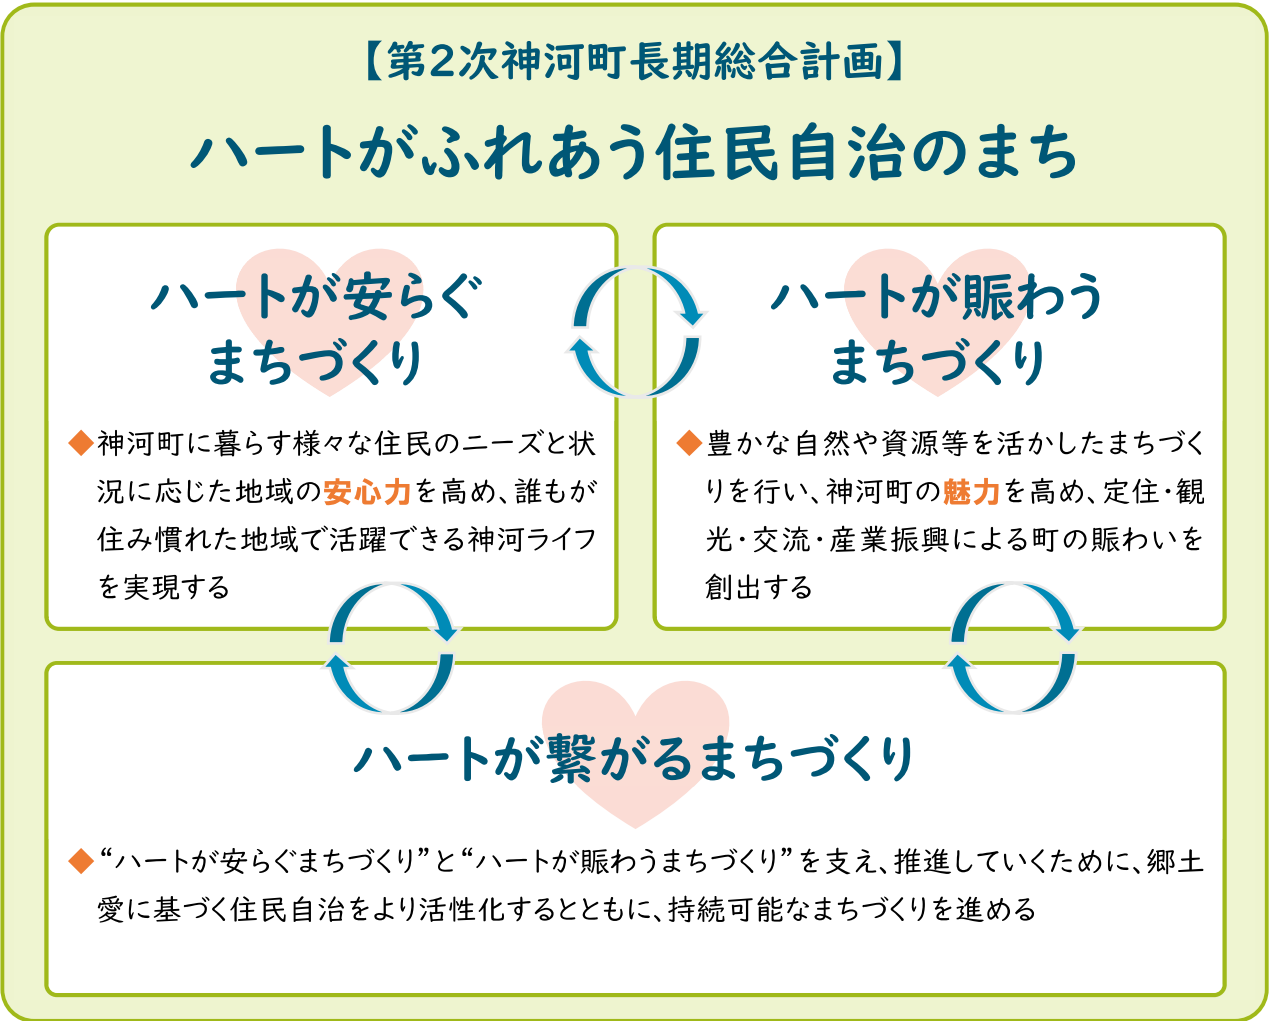 【第2次神河町長期総合計画】
ハートがふれあう住民自治のまち
ハートが安らぐ
まちづくり
◆神河町に暮らす様々な住民のニーズと状
況に応じた地域の安心力を高め、誰もが
住み慣れた地域で活躍できる神河ライフ
を実現する
ハートが賑わう
まちづくり
◆豊かな自然や資源等を活かしたまちづく
りを行い、神河町の魅力を高め、定住・観
光・交流・産業振興による町の賑わいを
創出する
ハートが繋がるまちづくり
◆“ハートが安らぐまちづくり”と“ハートが賑わうまちづくり”を支え、推進していくために、郷土
愛に基づく住民自治をより活性化するとともに、持続可能なまちづくりを進める